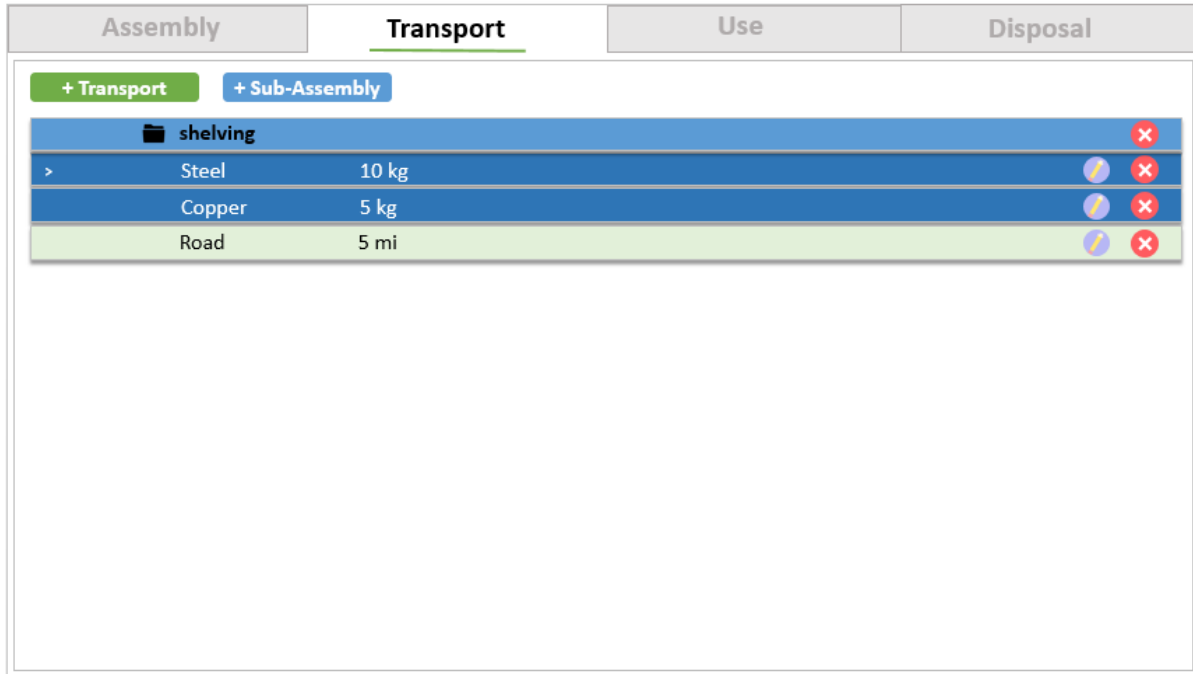 Assembly Transport Use Disposal
+ Transport + Sub-Assembly
shelving
> Steel 10 kg
Copper 5 kg
Road 5 mi